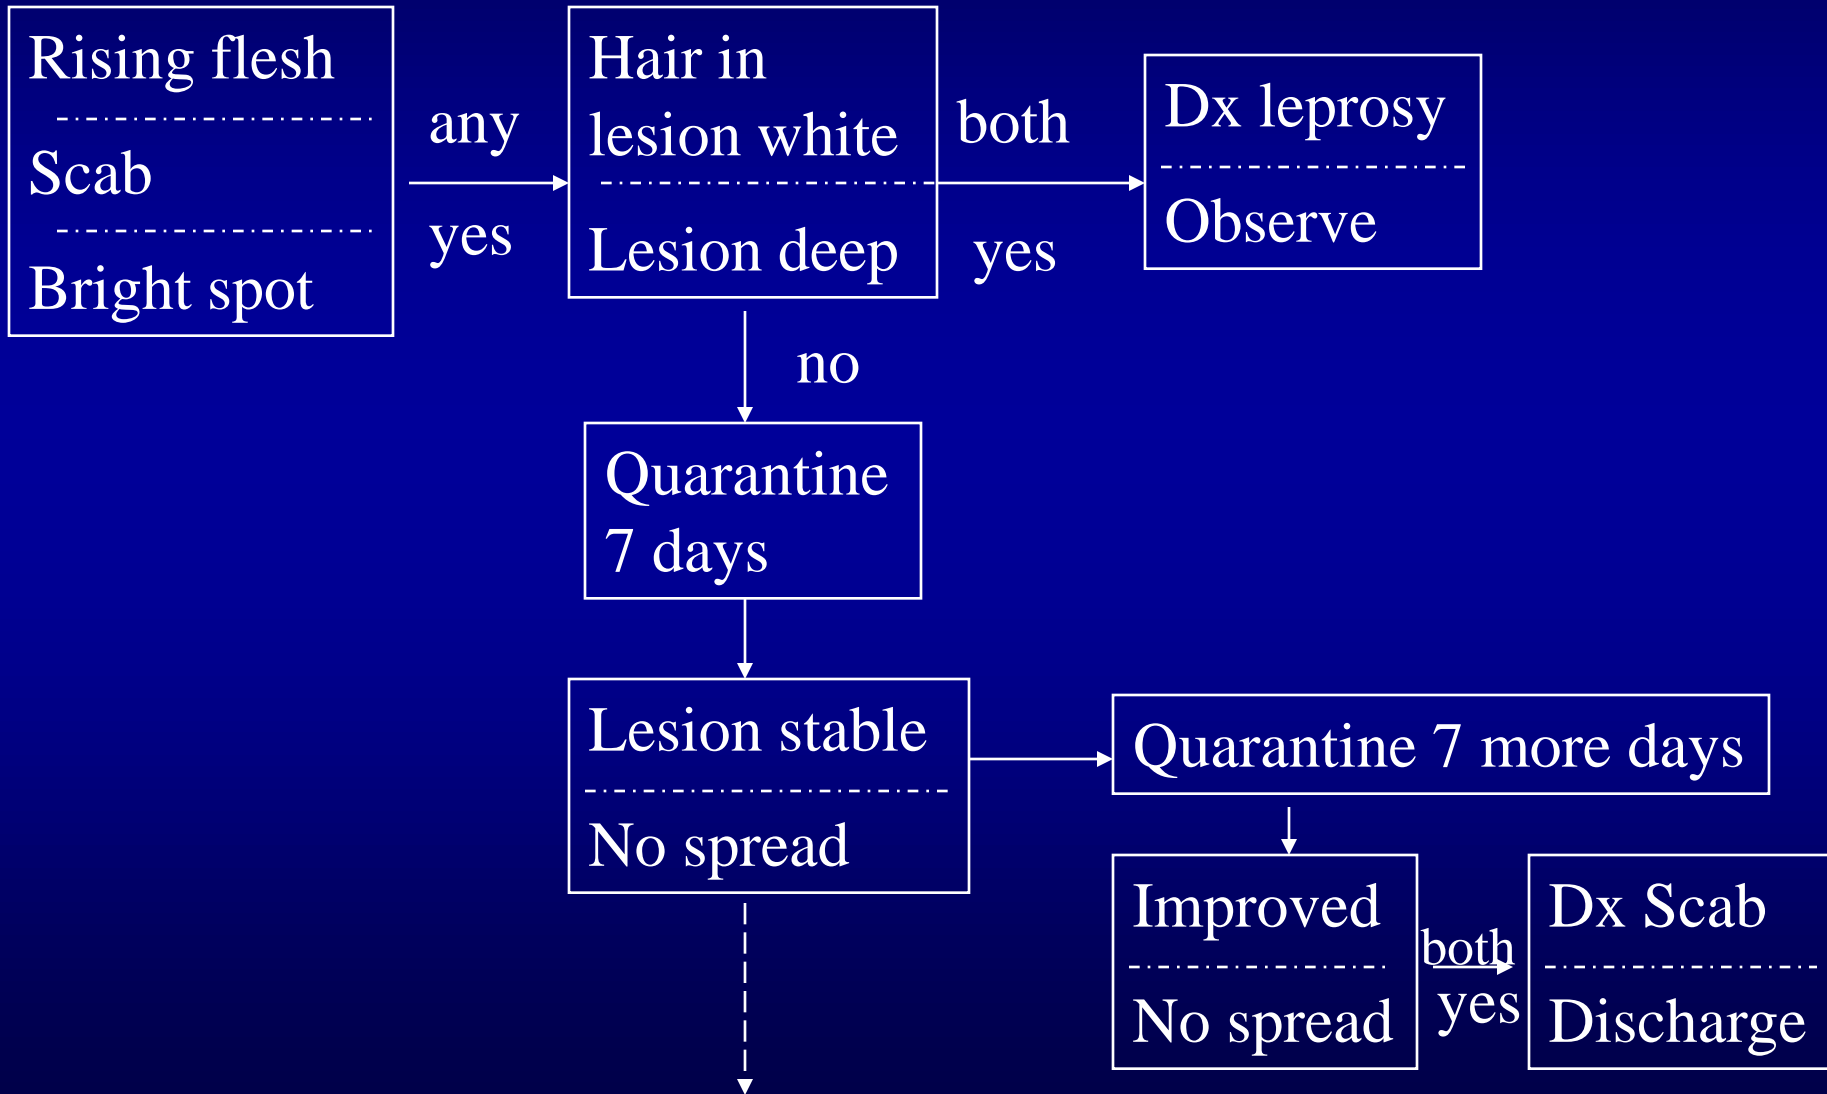 Rising flesh
Scab
Bright spot
any
yes
Hair in
lesion white
Lesion deep
both
yes
Dx leprosy
Observe
no
Quarantine
7 days
Lesion stable
No spread
Quarantine 7 more days
Improved
No spread
both
yes
Dx Scab
Discharge